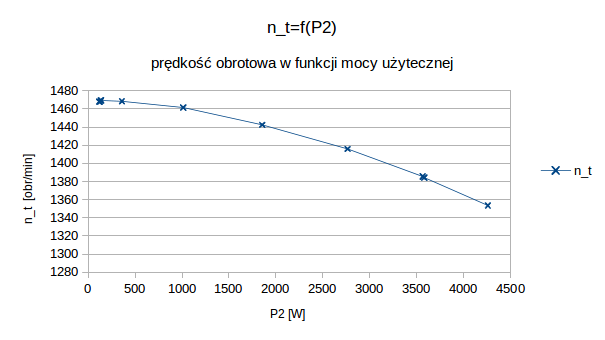 n_t=f(P2)
prędkość obrotowa w funkcji mocy użytecznej
1480
1460
1440
1420
1400
1380
1360
1340
1320
1300
1280
n_t [obr/min]
n_t
0 500 1000 1500 2000 2500 3000 3500 4000 4500
P2 [W]